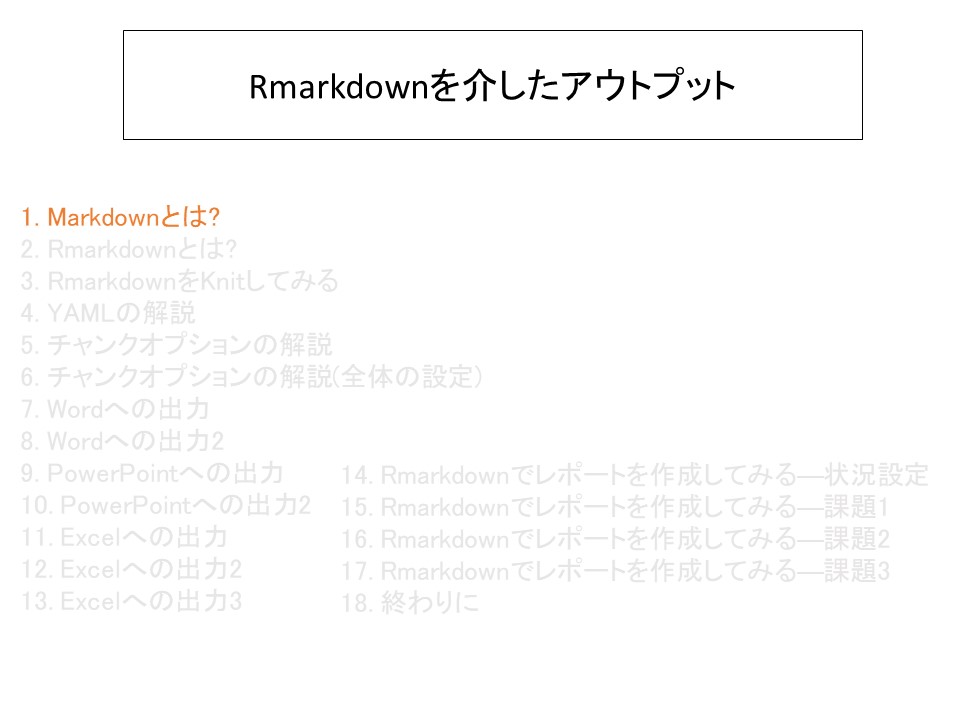 Rmarkdownを介したアウトプット
1. Markdownとは?
2. Rmarkdownとは?
3. RmarkdownをKnitしてみる
4. YAMLの解説
5. チャンクオプションの解説
6. チャンクオプションの解説(全体の設定)
7. Wordへの出力
8. Wordへの出力2
9. PowerPointへの出力
10. PowerPointへの出力2
11. Excelへの出力
12. Excelへの出力2
13. Excelへの出力3
14. Rmarkdownでレポートを作成してみる―状況設定
15. Rmarkdownでレポートを作成してみる―課題1
16. Rmarkdownでレポートを作成してみる―課題2
17. Rmarkdownでレポートを作成してみる―課題3
18. 終わりに